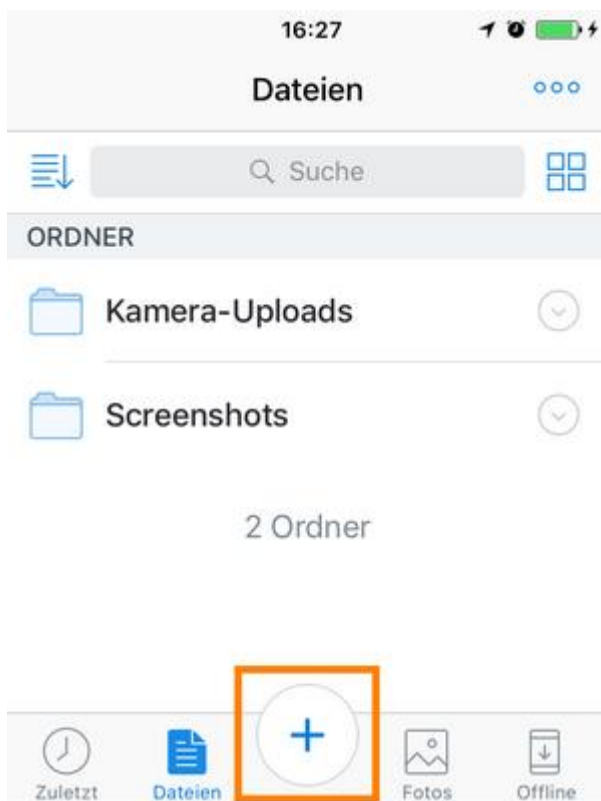 16:27
Dateien
Suche
ORDNER
Kamera-Uploads
Screenshots
2 Ordner
Zuletzt Dateien Fotos Offline